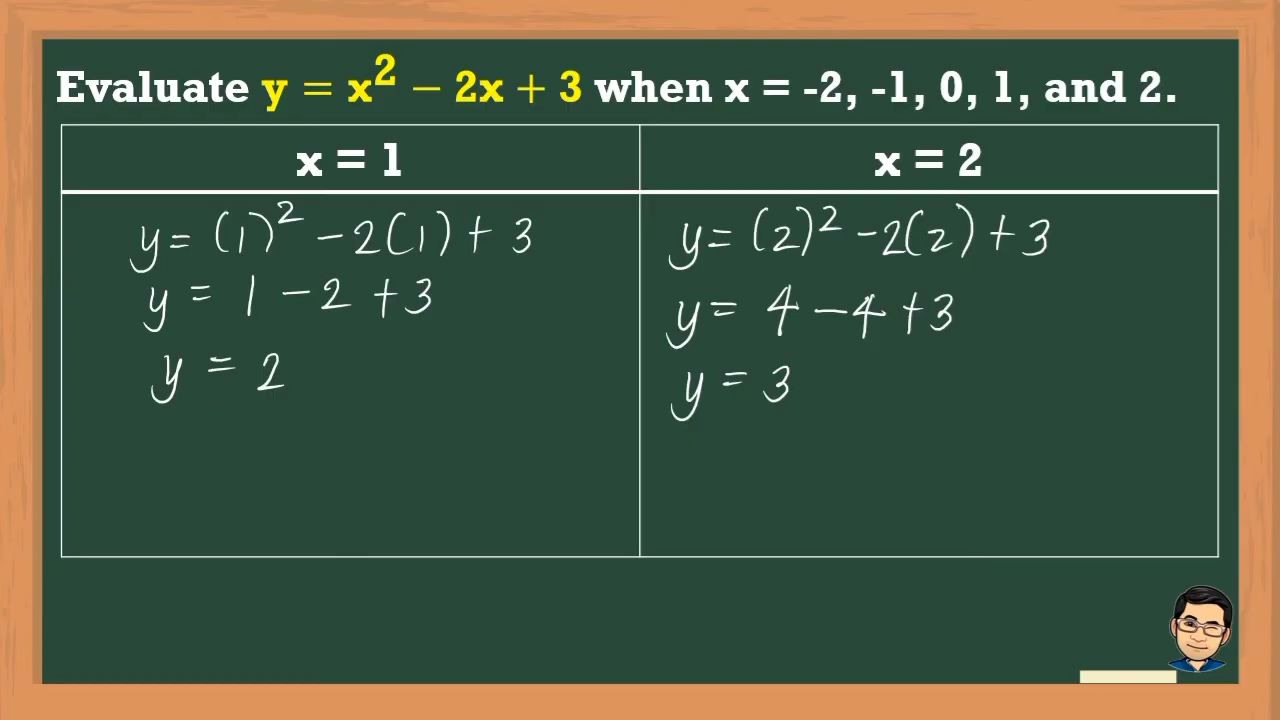 Evaluate y = x² − 2x + 3 when x = -2, -1, 0, 1, and 2.
x = 1
y = (1)² - 2(1) + 3
y = 1 - 2 + 3
y = 2
x = 2
y = (2)² - 2(2) + 3
y = 4 - 4 + 3
y = 3